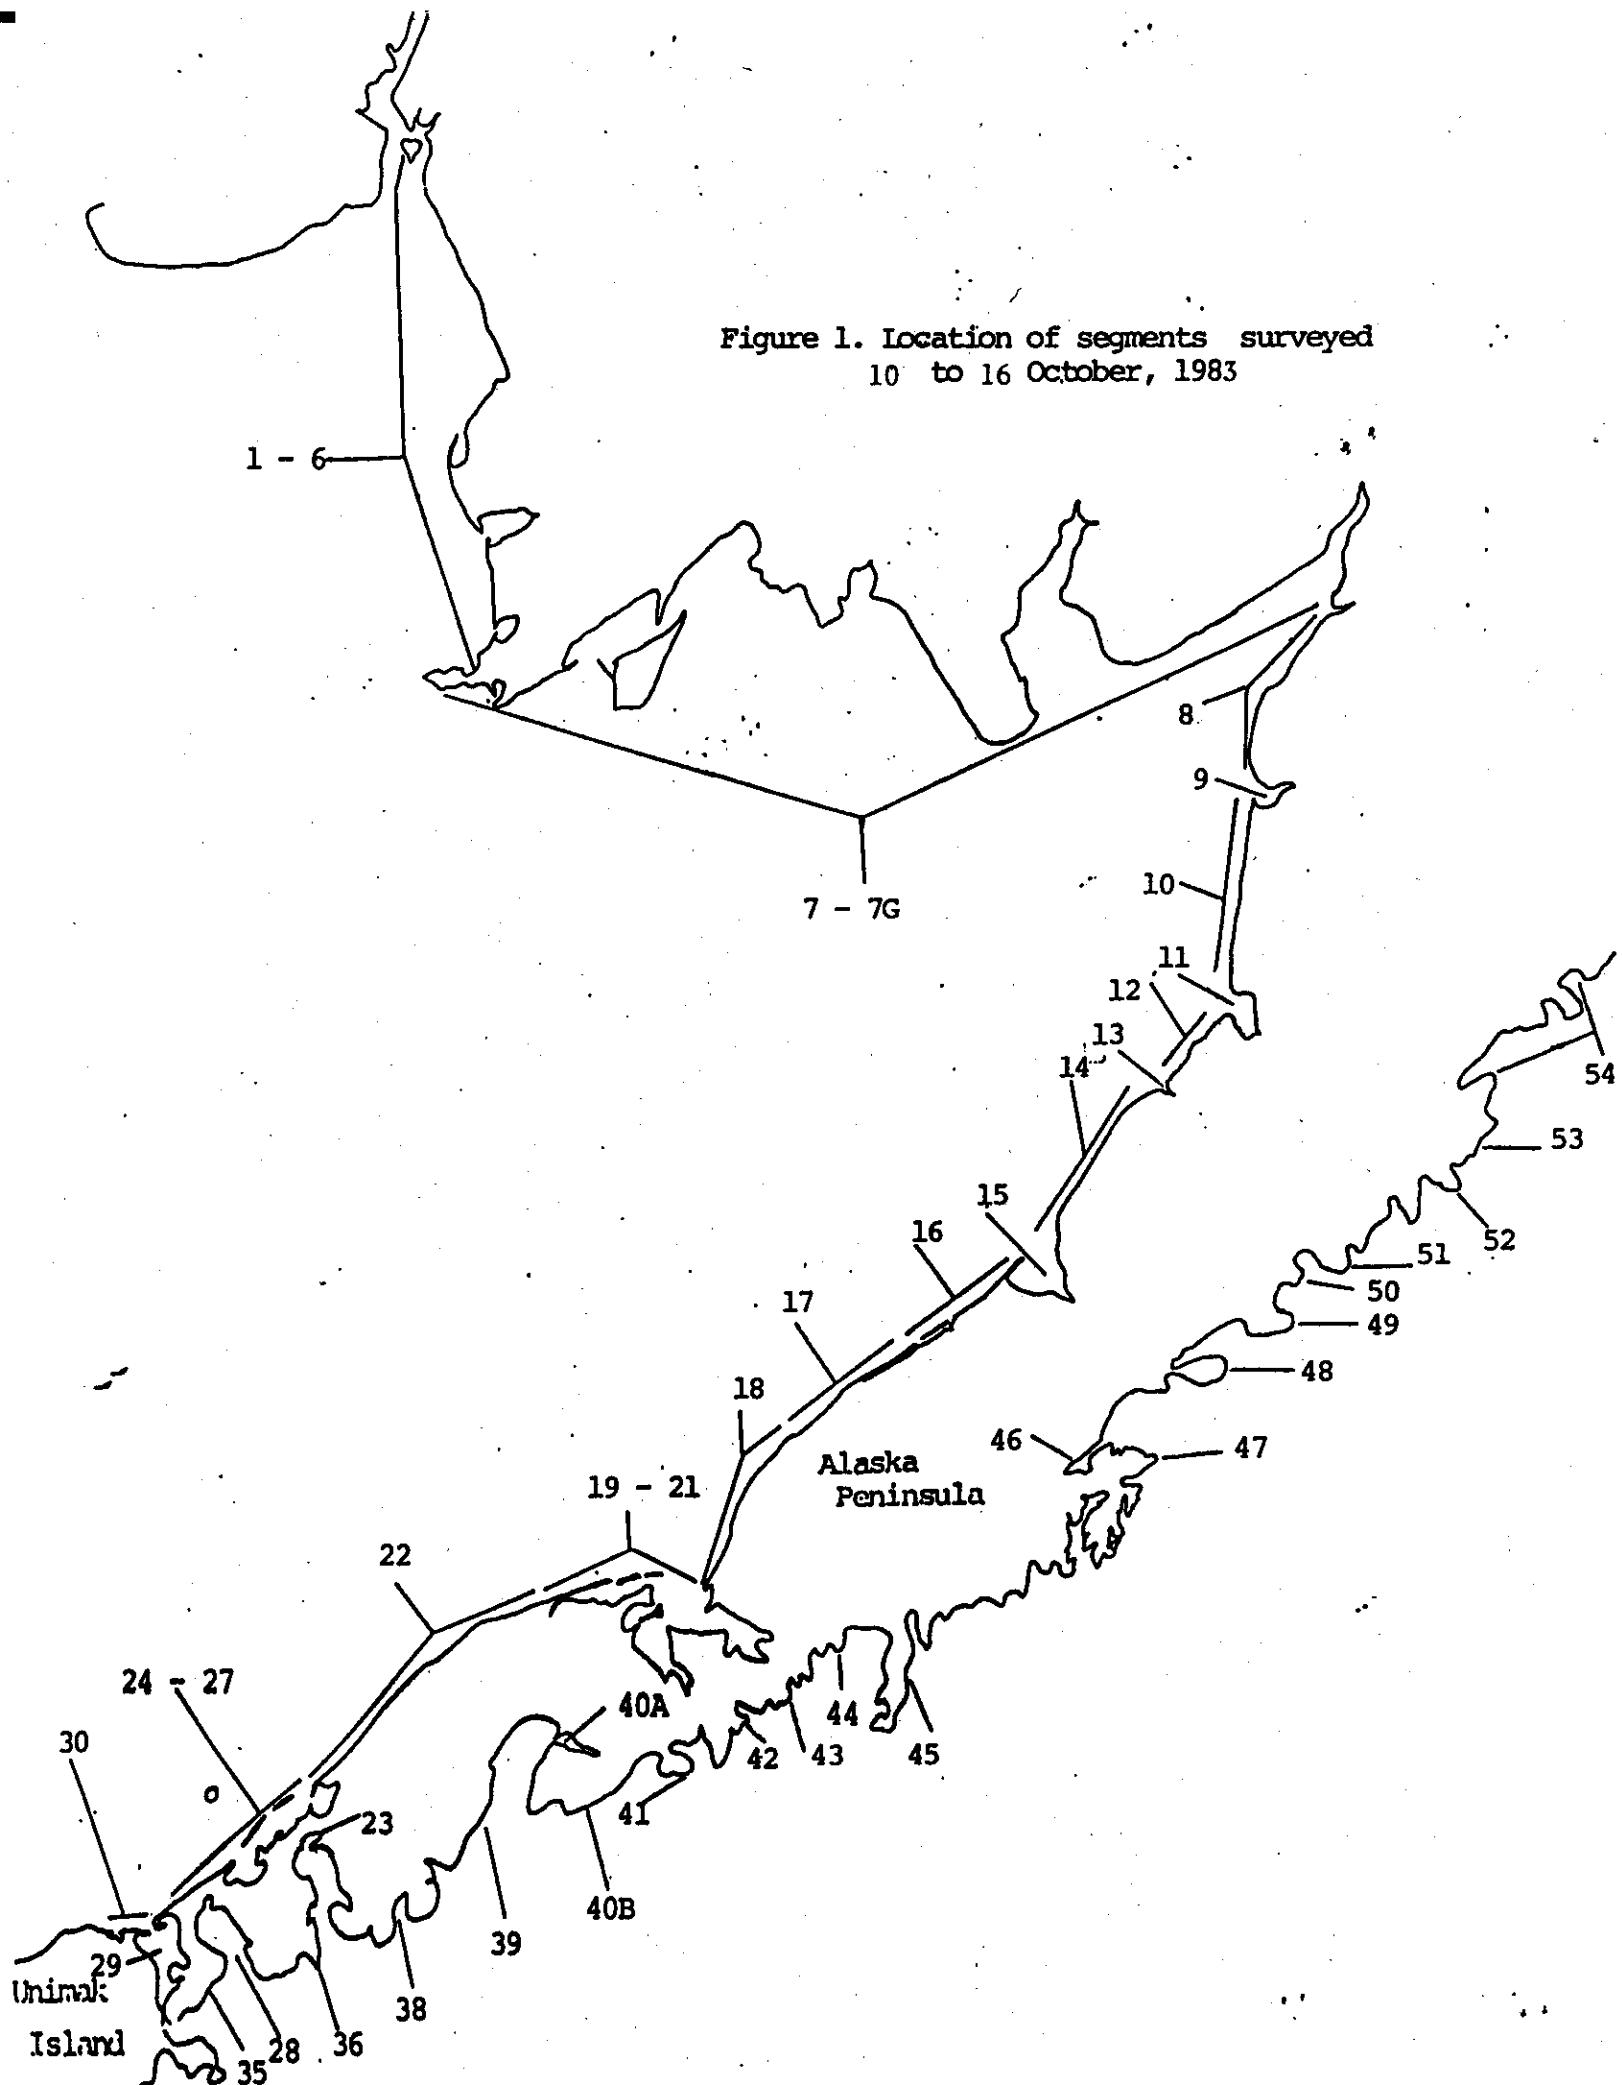 Figure 1. Location of segments surveyed
10 to 16 October, 1983
1 - 6
7 - 7G
8
9
10
11
12
13
14
15
16
17
18
19 - 21
22
24 - 27
30
23
29
Unimak
Island
35
28
36
38
39
40A
40B
41
42
43
44
45
Alaska
Peninsula
46
47
48
49
50
51
52
53
54